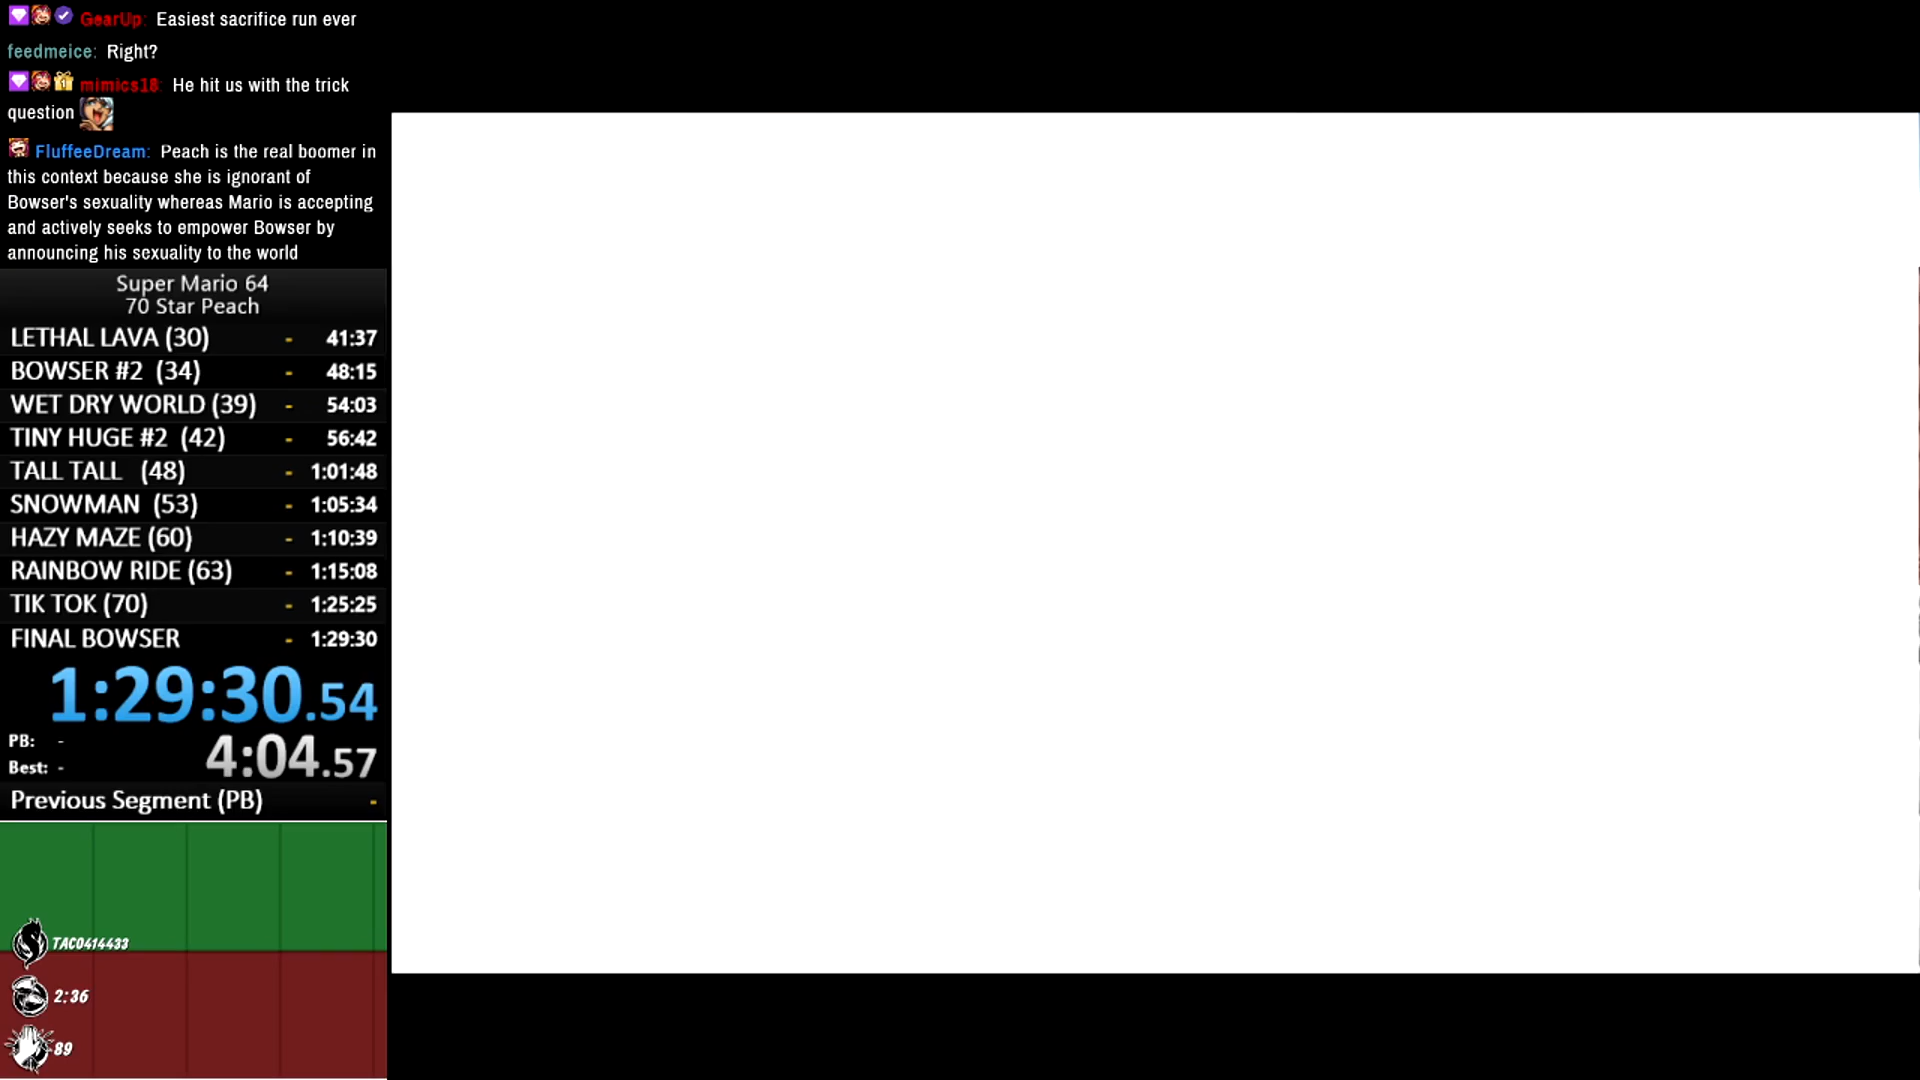 GearUp: Easiest sacrifice run ever
feedmeice: Right?
mimics18: He hit us with the trick
question
FluffeeDream: Peach is the real boomer in
this context because she is ignorant of
Bowser's sexuality whereas Mario is accepting
and actively seeks to empower Bowser by
announcing his sexuality to the world
Super Mario 64
70 Star Peach
LETHAL LAVA (30) - 41:37
BOWSER #2 (34) - 48:15
WET DRY WORLD (39) - 54:03
TINY HUGE #2 (42) - 56:42
TALL TALL (48) - 1:01:48
SNOWMAN (53) - 1:05:34
HAZY MAZE (60) - 1:10:39
RAINBOW RIDE (63) - 1:15:08
TIK TOK (70) - 1:25:25
FINAL BOWSER - 1:29:30
1:29:30.54
PB: -
4:04.57
Best: -
Previous Segment (PB) -
TACO414433
2:36
89